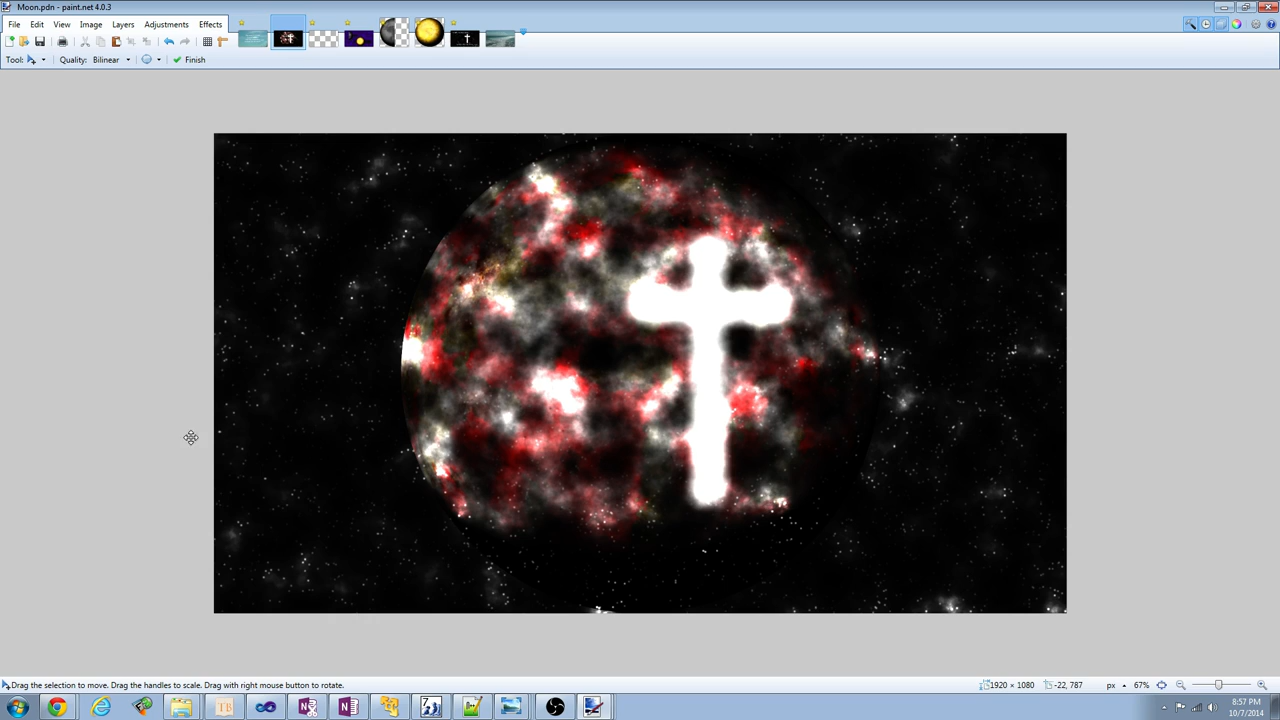 Moon.pdn - paint.net 4.0.3
File Edit View Image Layers Adjustments Effects
Tool: Quality: Bilinear Finish
Drag the selection to move. Drag the handles to scale. Drag with right mouse button to rotate.
1920 × 1080 -22, 787 px 67%
TB
8:57 PM
10/7/2014